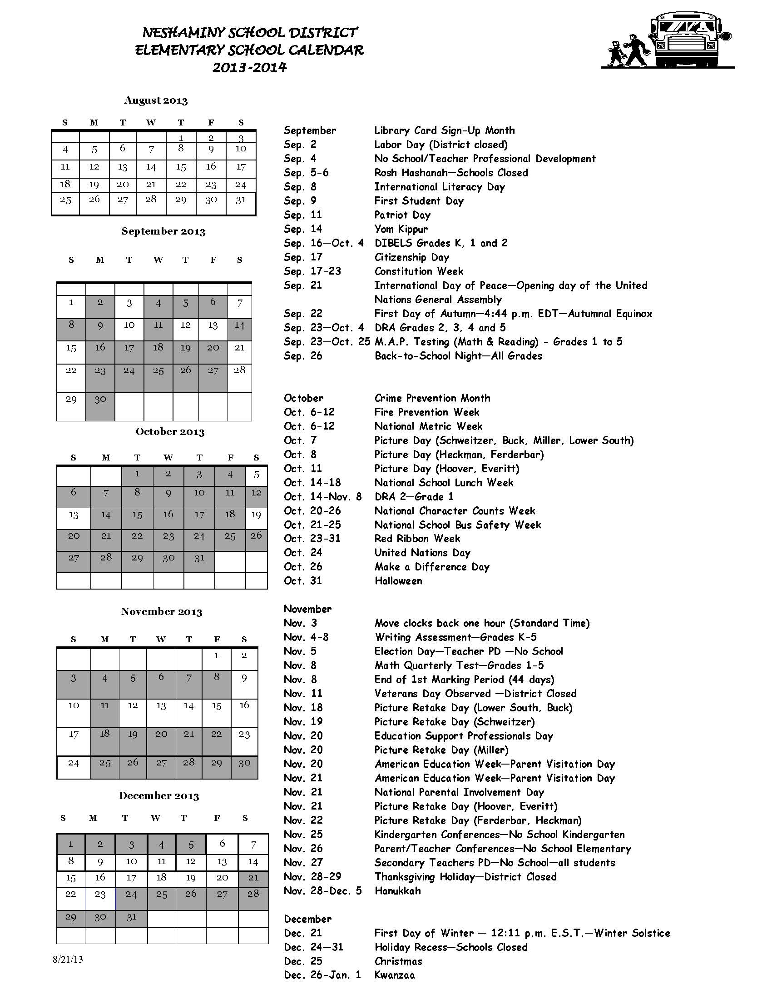 NESHAMINY SCHOOL DISTRICT
ELEMENTARY SCHOOL CALENDAR
2013-2014
August 2013
S M T W T F S
1 2 3
4 5 6 7 8 9 10
11 12 13 14 15 16 17
18 19 20 21 22 23 24
25 26 27 28 29 30 31
September 2013
S M T W T F S
1 2 3 4 5 6 7
8 9 10 11 12 13 14
15 16 17 18 19 20 21
22 23 24 25 26 27 28
29 30
October 2013
S M T W T F S
1 2 3 4 5
6 7 8 9 10 11 12
13 14 15 16 17 18 19
20 21 22 23 24 25 26
27 28 29 30 31
November 2013
S M T W T F S
1 2
3 4 5 6 7 8 9
10 11 12 13 14 15 16
17 18 19 20 21 22 23
24 25 26 27 28 29 30
December 2013
S M T W T F S
1 2 3 4 5 6 7
8 9 10 11 12 13 14
15 16 17 18 19 20 21
22 23 24 25 26 27 28
29 30 31
8/21/13
September Library Card Sign-Up Month
Sep. 2 Labor Day (District closed)
Sep. 4 No School/Teacher Professional Development
Sep. 5-6 Rosh Hashanah—Schools Closed
Sep. 8 International Literacy Day
Sep. 9 First Student Day
Sep. 11 Patriot Day
Sep. 14 Yom Kippur
Sep. 16—Oct. 4 DIBELS Grades K, 1 and 2
Sep. 17 Citizenship Day
Sep. 17-23 Constitution Week
Sep. 21 International Day of Peace—Opening day of the United
Nations General Assembly
Sep. 22 First Day of Autumn—4:44 p.m. EDT—Autumnal Equinox
Sep. 23—Oct. 4 DRA Grades 2, 3, 4 and 5
Sep. 23—Oct. 25 M.A.P. Testing (Math & Reading) - Grades 1 to 5
Sep. 26 Back-to-School Night—All Grades
October Crime Prevention Month
Oct. 6-12 Fire Prevention Week
Oct. 6-12 National Metric Week
Oct. 7 Picture Day (Schweitzer, Buck, Miller, Lower South)
Oct. 8 Picture Day (Heckman, Ferderbar)
Oct. 11 Picture Day (Hoover, Everitt)
Oct. 14-18 National School Lunch Week
Oct. 14-Nov. 8 DRA 2—Grade 1
Oct. 20-26 National Character Counts Week
Oct. 21-25 National School Bus Safety Week
Oct. 23-31 Red Ribbon Week
Oct. 24 United Nations Day
Oct. 26 Make a Difference Day
Oct. 31 Halloween
November
Nov. 3 Move clocks back one hour (Standard Time)
Nov. 4-8 Writing Assessment—Grades K-5
Nov. 5 Election Day—Teacher PD —No School
Nov. 8 Math Quarterly Test—Grades 1-5
Nov. 8 End of 1st Marking Period (44 days)
Nov. 11 Veterans Day Observed —District Closed
Nov. 18 Picture Retake Day (Lower South, Buck)
Nov. 19 Picture Retake Day (Schweitzer)
Nov. 20 Education Support Professionals Day
Nov. 20 Picture Retake Day (Miller)
Nov. 20 American Education Week—Parent Visitation Day
Nov. 21 American Education Week—Parent Visitation Day
Nov. 21 National Parental Involvement Day
Nov. 21 Picture Retake Day (Hoover, Everitt)
Nov. 22 Picture Retake Day (Ferderbar, Heckman)
Nov. 25 Kindergarten Conferences—No School Kindergarten
Nov. 26 Parent/Teacher Conferences—No School Elementary
Nov. 27 Secondary Teachers PD—No School—all students
Nov. 28-29 Thanksgiving Holiday—District Closed
Nov. 28-Dec. 5 Hanukkah
December
Dec. 21 First Day of Winter — 12:11 p.m. E.S.T.—Winter Solstice
Dec. 24—31 Holiday Recess—Schools Closed
Dec. 25 Christmas
Dec. 26-Jan. 1 Kwanzaa